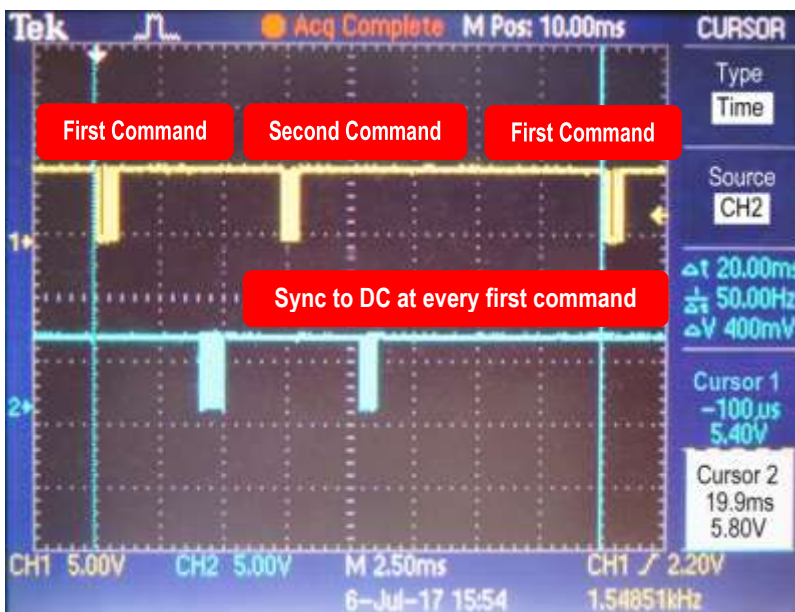 Tek Acq Complete M Pos: 10.00ms CURSOR
Type
Time
First Command Second Command First Command
Source
CH2
1
Δt 20.00ms
Sync to DC at every first command
1/Δt 50.00Hz
ΔV 400mV
Cursor 1
-100µs
5.40V
2
Cursor 2
19.9ms
5.80V
CH1 5.00V CH2 5.00V M 2.50ms CH1 / 2.20V
6-Jul-17 15:54 1.54851kHz